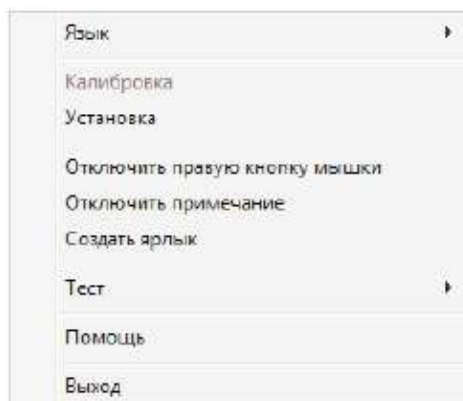 Язык
Калибровка
Установка
Отключить правую кнопку мышки
Отключить примечание
Создать ярлык
Тест
Помощь
Выход